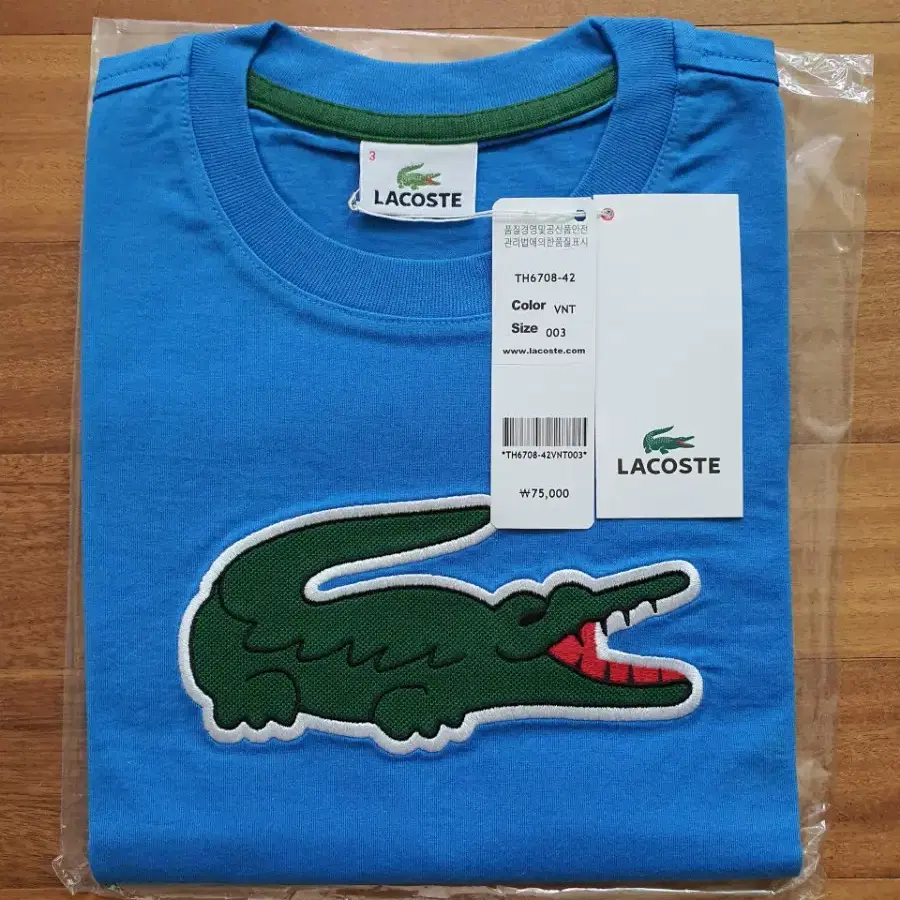 3
LACOSTE
品질경영및공산품안전
관리법에의한품질표시
TH6708-42
Color VNT
Size 003
www.lacoste.com
*TH6708-42VNT003*
₩75,000
LACOSTE